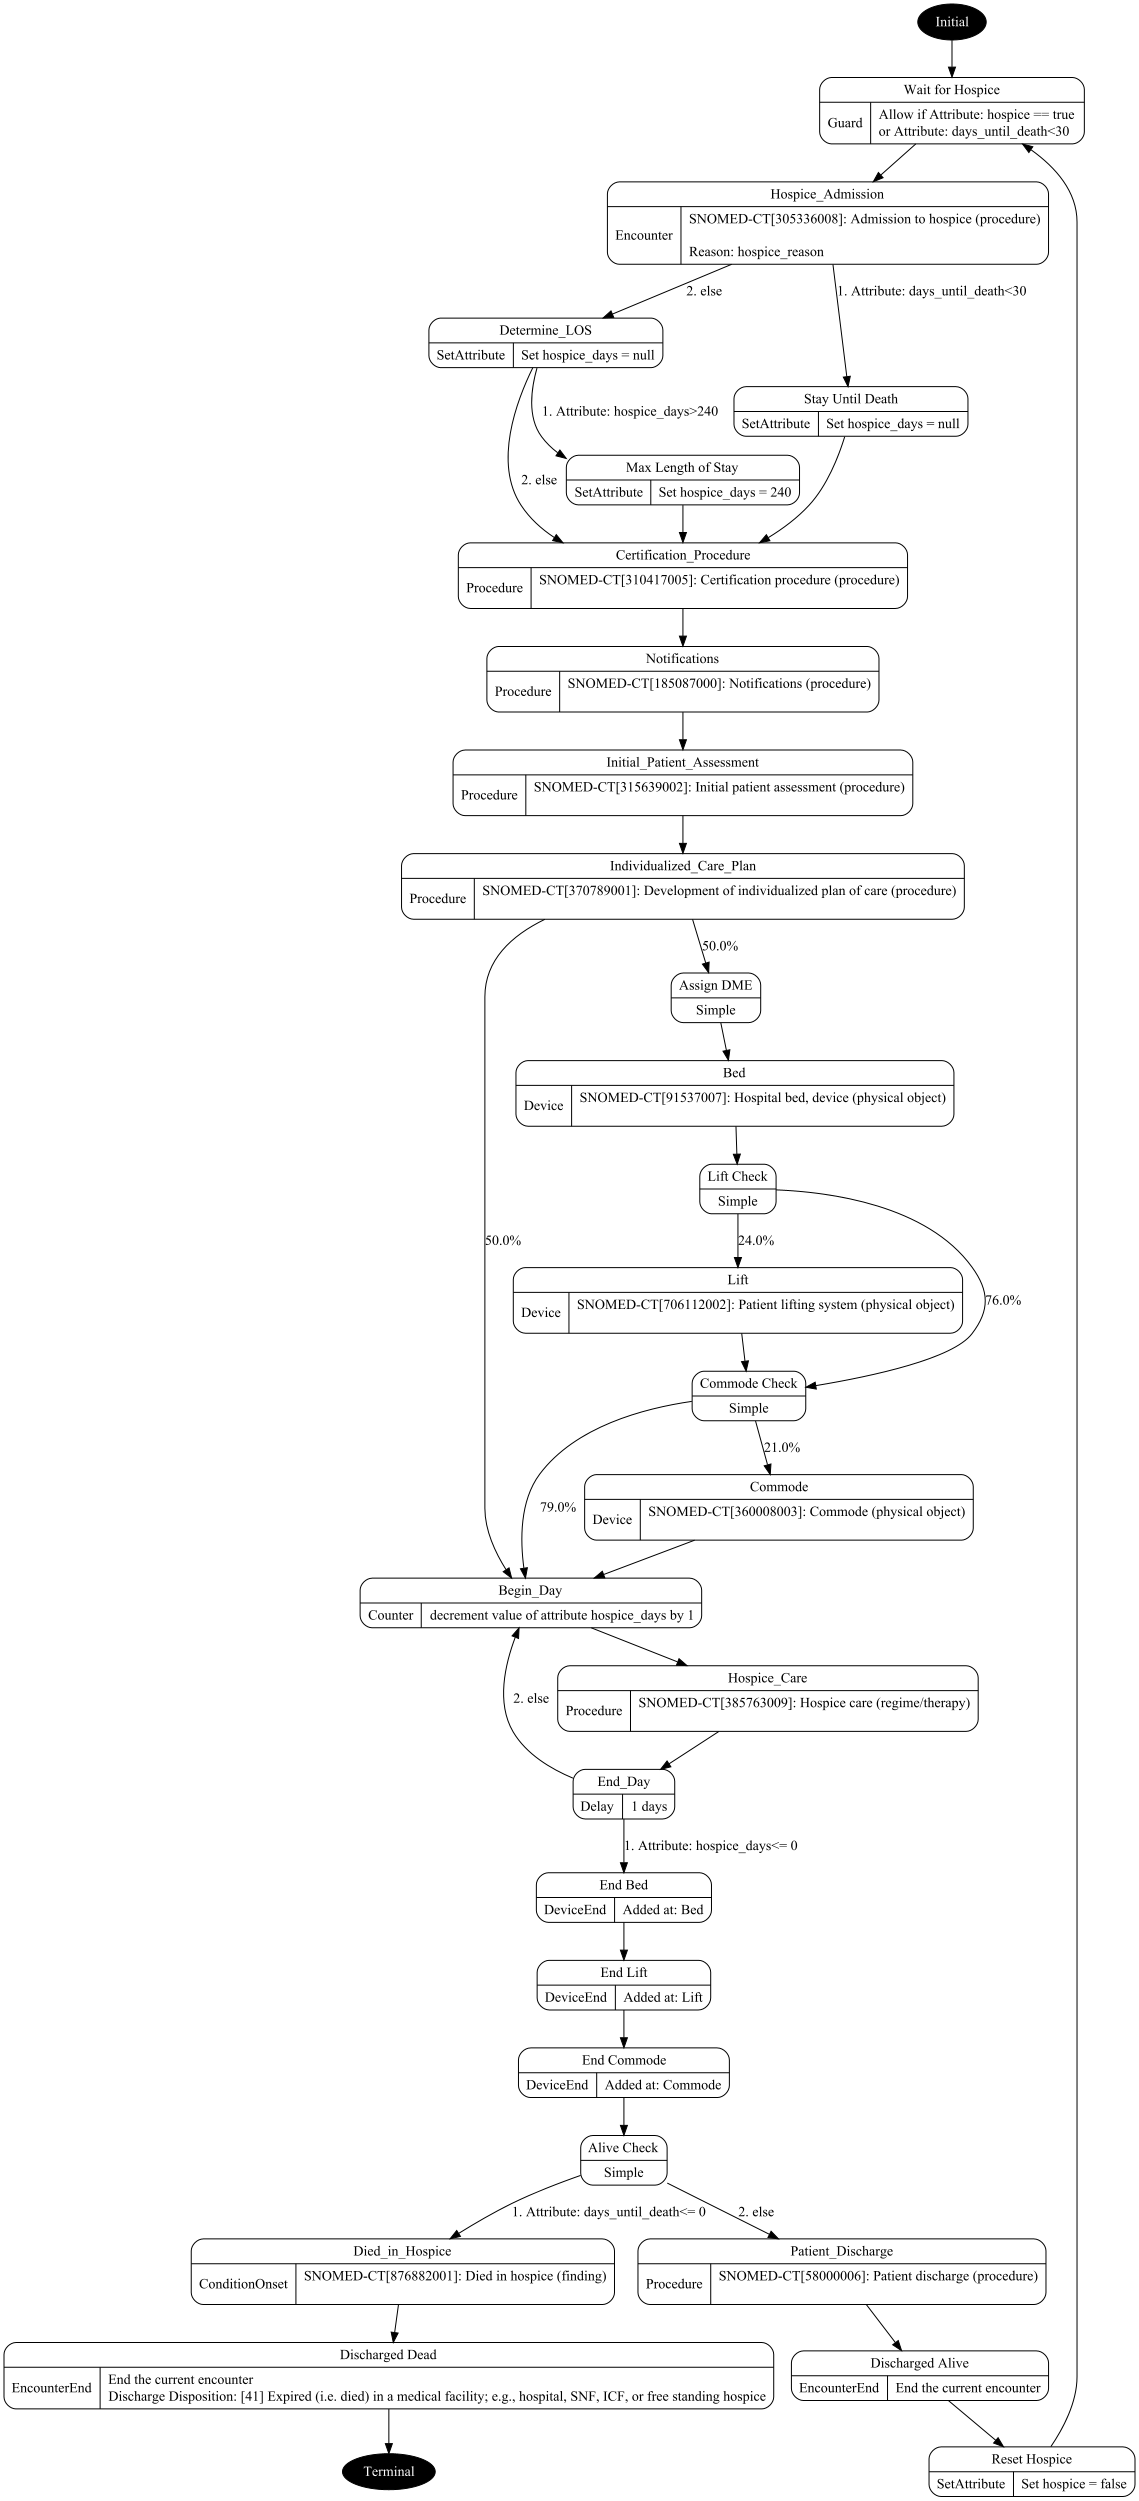 Initial
Wait for Hospice
Guard
Allow if Attribute: hospice == true
or Attribute: days_until_death<30
Hospice_Admission
Encounter
SNOMED-CT[305336008]: Admission to hospice (procedure)
Reason: hospice_reason
2. else
1. Attribute: days_until_death<30
Determine_LOS
SetAttribute
Set hospice_days = null
Stay Until Death
SetAttribute
Set hospice_days = null
1. Attribute: hospice_days>240
2. else
Max Length of Stay
SetAttribute
Set hospice_days = 240
Certification_Procedure
Procedure
SNOMED-CT[310417005]: Certification procedure (procedure)
Notifications
Procedure
SNOMED-CT[185087000]: Notifications (procedure)
Initial_Patient_Assessment
Procedure
SNOMED-CT[315639002]: Initial patient assessment (procedure)
Individualized_Care_Plan
Procedure
SNOMED-CT[370789001]: Development of individualized plan of care (procedure)
50.0%
Assign DME
Simple
Bed
Device
SNOMED-CT[91537007]: Hospital bed, device (physical object)
Lift Check
Simple
50.0%
24.0%
Lift
Device
SNOMED-CT[706112002]: Patient lifting system (physical object)
76.0%
Commode Check
Simple
21.0%
79.0%
Commode
Device
SNOMED-CT[360008003]: Commode (physical object)
Begin_Day
Counter
decrement value of attribute hospice_days by 1
2. else
Hospice_Care
Procedure
SNOMED-CT[385763009]: Hospice care (regime/therapy)
End_Day
Delay
1 days
1. Attribute: hospice_days<= 0
End Bed
DeviceEnd
Added at: Bed
End Lift
DeviceEnd
Added at: Lift
End Commode
DeviceEnd
Added at: Commode
Alive Check
Simple
1. Attribute: days_until_death<= 0
2. else
Died_in_Hospice
ConditionOnset
SNOMED-CT[876882001]: Died in hospice (finding)
Patient_Discharge
Procedure
SNOMED-CT[58000006]: Patient discharge (procedure)
Discharged Dead
EncounterEnd
End the current encounter
Discharge Disposition: [41] Expired (i.e. died) in a medical facility; e.g., hospital, SNF, ICF, or free standing hospice
Discharged Alive
EncounterEnd
End the current encounter
Terminal
Reset Hospice
SetAttribute
Set hospice = false